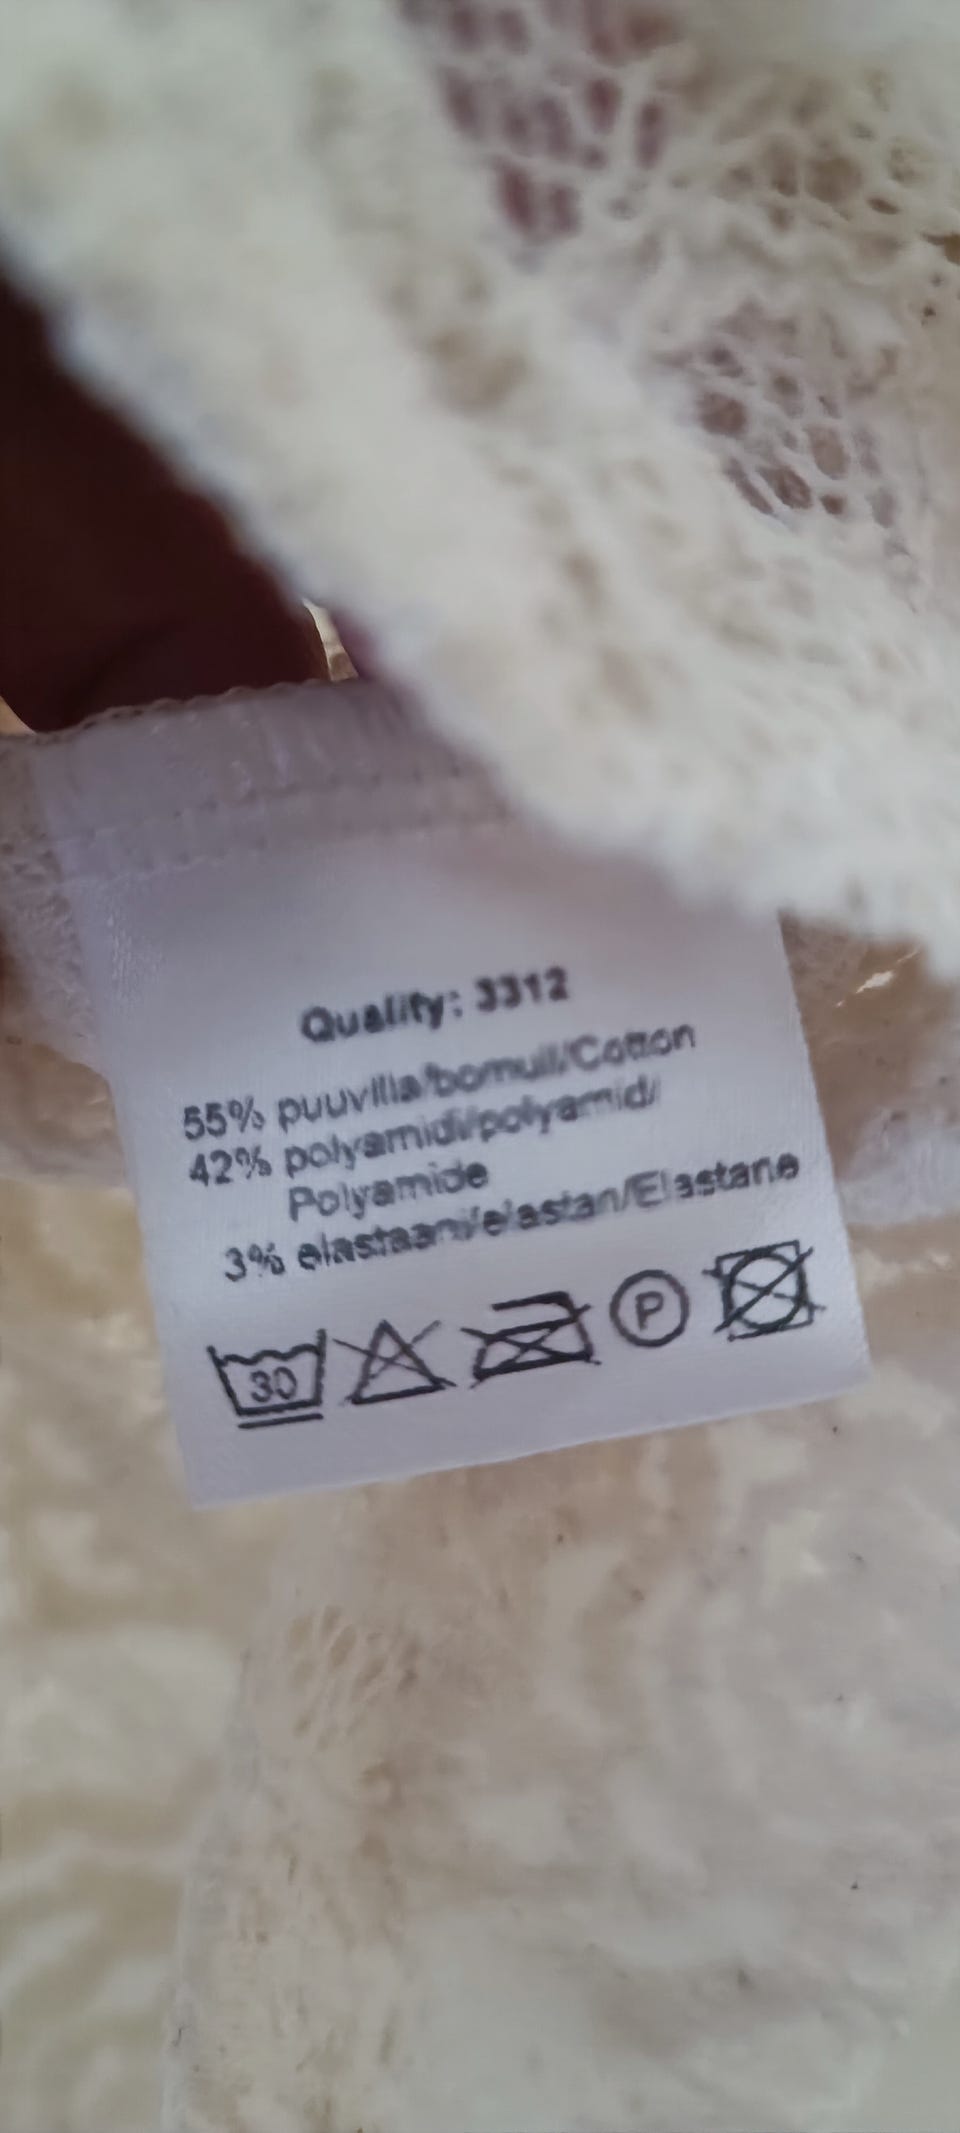 Quality: 3312
55% puuvilla/bomull/Cotton
42% polyamidi/polyamid/
Polyamide
3% elastaani/elastan/Elastane
30
P